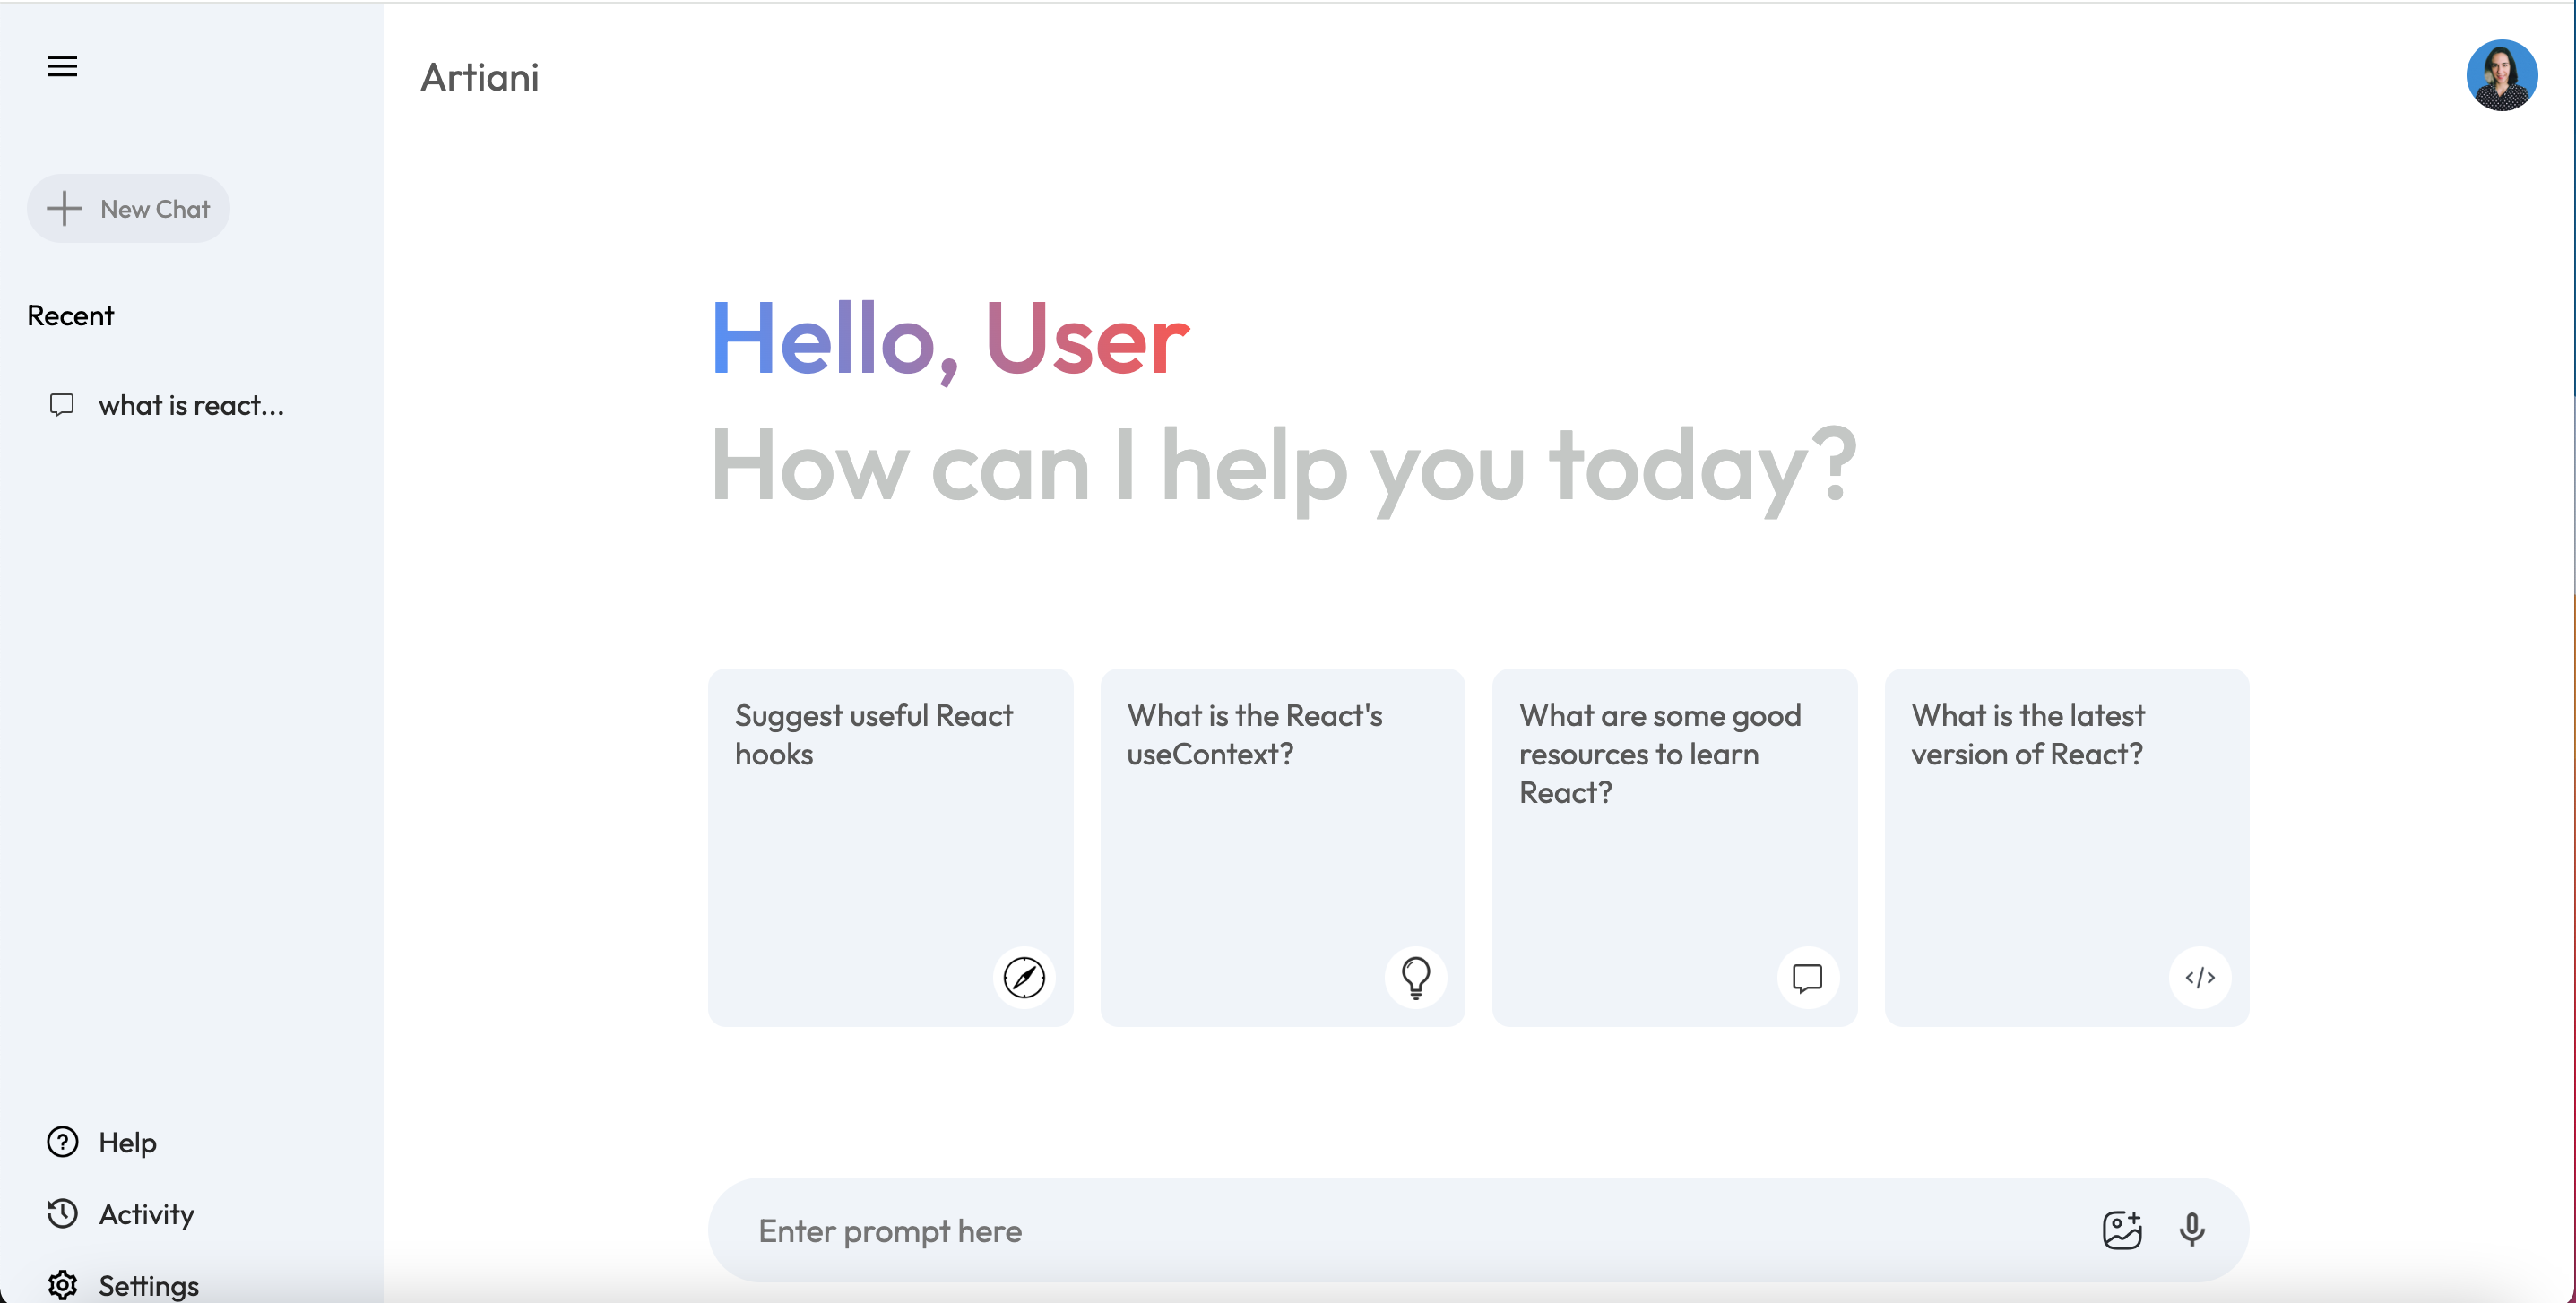 Artiani
New Chat
Recent
what is react...
Hello, User
How can I help you today?
Suggest useful React
hooks
What is the React's
useContext?
What are some good
resources to learn
React?
What is the latest
version of React?
Help
Activity
Settings
Enter prompt here